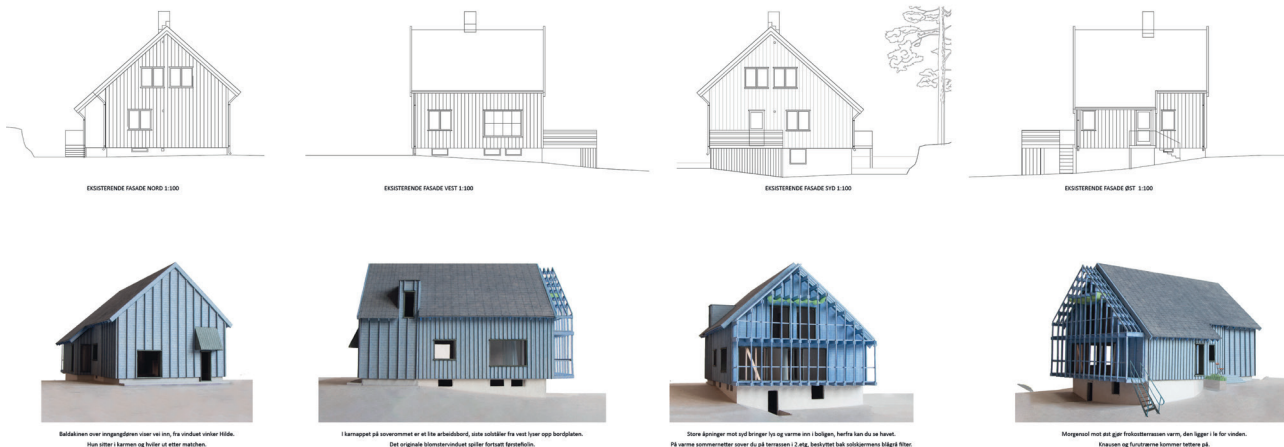 EKSISTERENDE FASADE NORD 1:100
EKSISTERENDE FASADE VEST 1:100
EKSISTERENDE FASADE SYD 1:100
EKSISTERENDE FASADE ØST 1:100
Baldakinen over inngangdøren viser vei inn, fra vinduet vinker Hilde.
Hun sitter i karman og hviler ut etter matchen.
I karnappet på soverommet er et lite arbeidsbord, siste solstråler fra vest lyser opp bordplaten.
Det originale blomstervinduet spiller fortsatt førstefiolin.
Store åpninger mot syd bringer lys og varme inn i boligen, herfra kan du se havet.
På varme sommernetter sover du på terrassen i 2.etg, beskyttet bak solskjermens blågrå filter.
Morgensol mot øst gjør frokostterrassen varm, den ligger i le for vinden.
Knausen og furutrærne kommer tettere på.